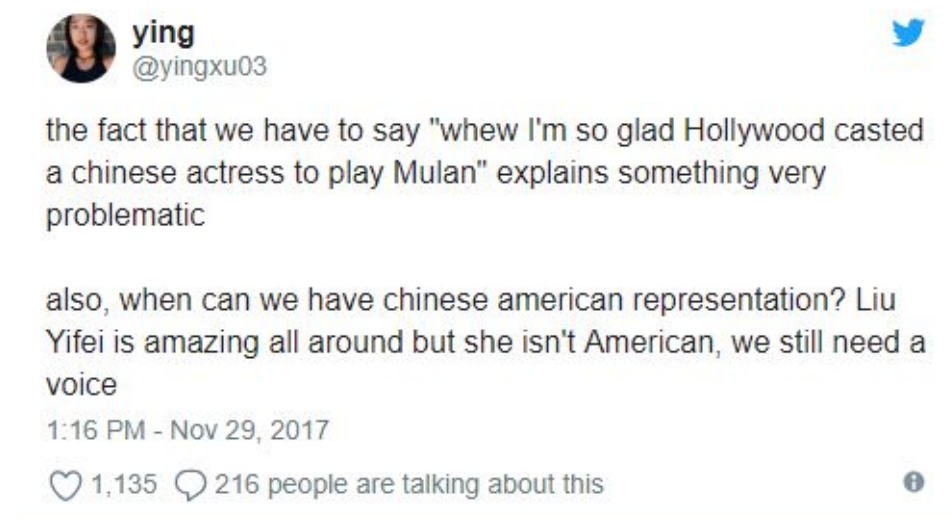 ying
@yingxu03
the fact that we have to say "whew I'm so glad Hollywood casted
a chinese actress to play Mulan" explains something very
problematic
also, when can we have chinese american representation? Liu
Yifei is amazing all around but she isn't American, we still need a
voice
1:16 PM - Nov 29, 2017
1,135 216 people are talking about this